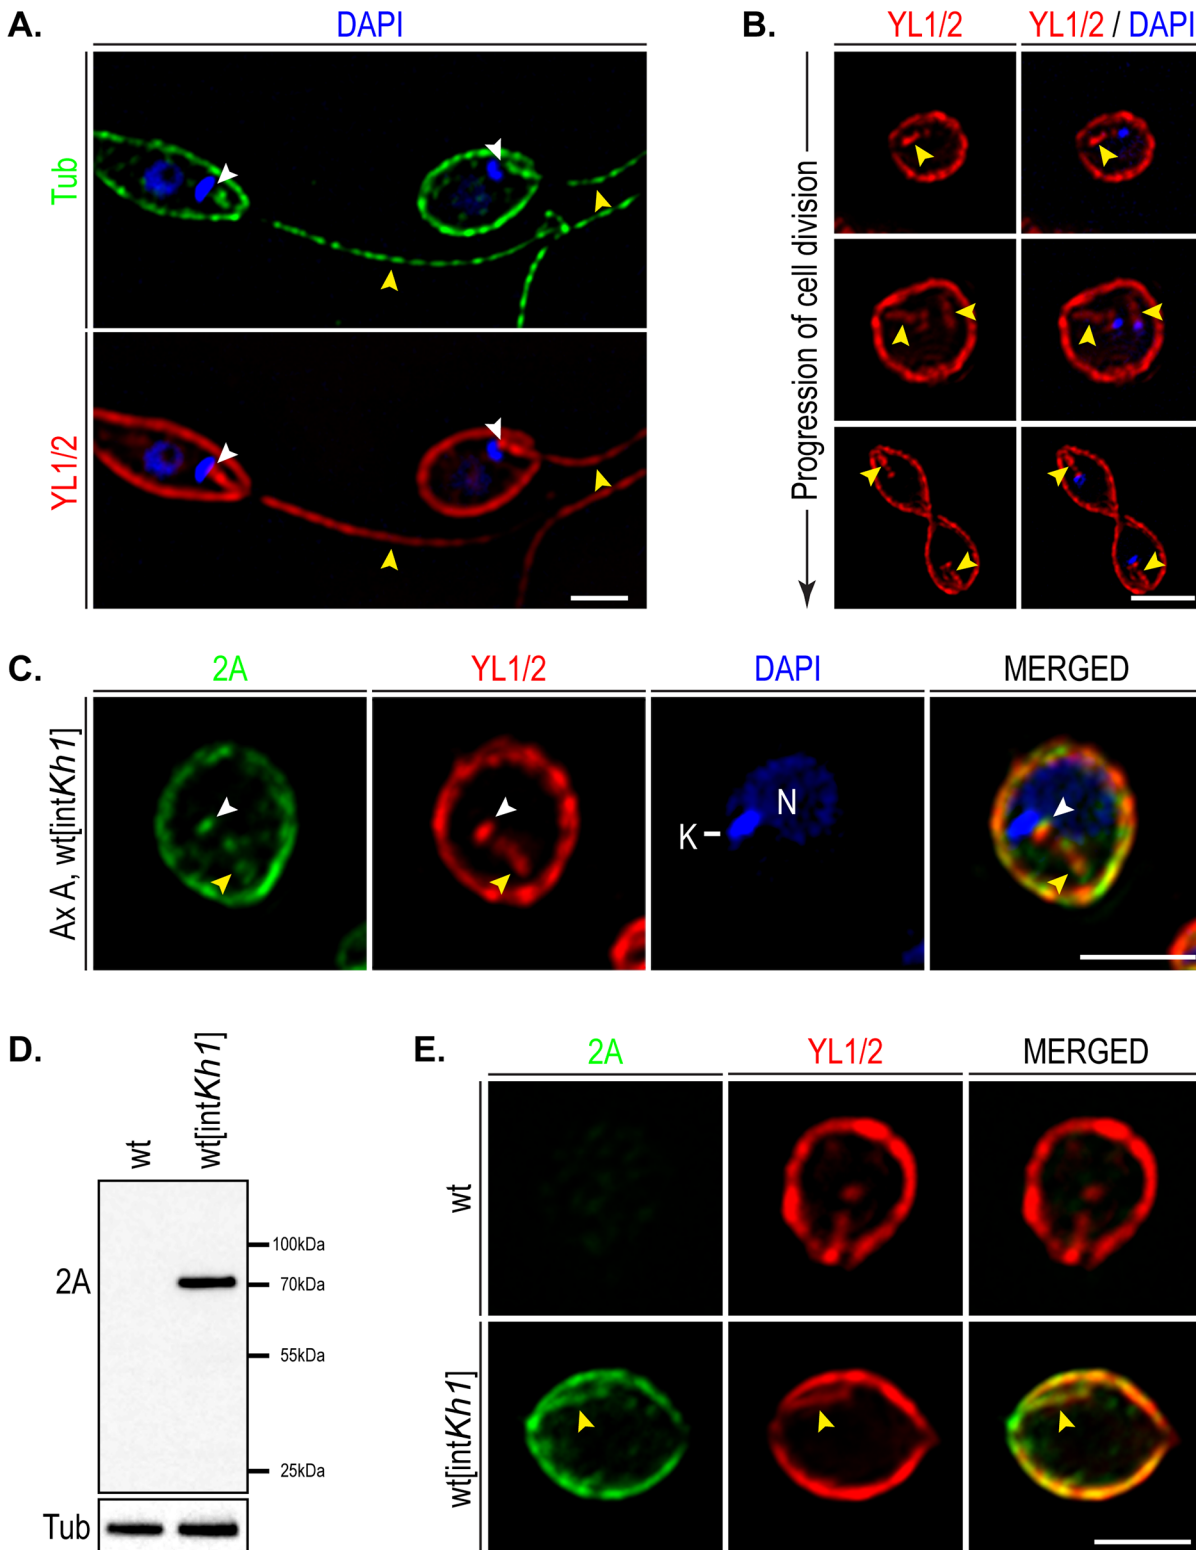 A.
DAPI
Tub
YL1/2
B.
YL1/2
YL1/2 / DAPI
Progression of cell division
C.
2A
YL1/2
DAPI
MERGED
Ax A, wt[intKh1]
K
N
D.
wt
wt[intKh1]
2A
100kDa
70kDa
55kDa
25kDa
Tub
E.
2A
YL1/2
MERGED
wt
wt[intKh1]